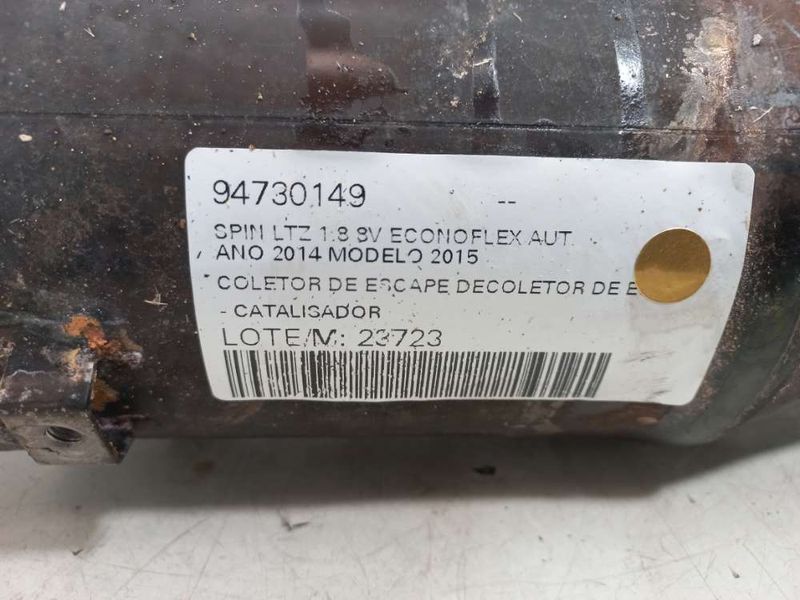 94730149 --
SPIN LTZ 1.8 8V ECONOFLEX AUT.
ANO 2014 MODELO 2015
COLETOR DE ESCAPE DECOLETOR DE E
- CATALISADOR
LOTE/M: 23723